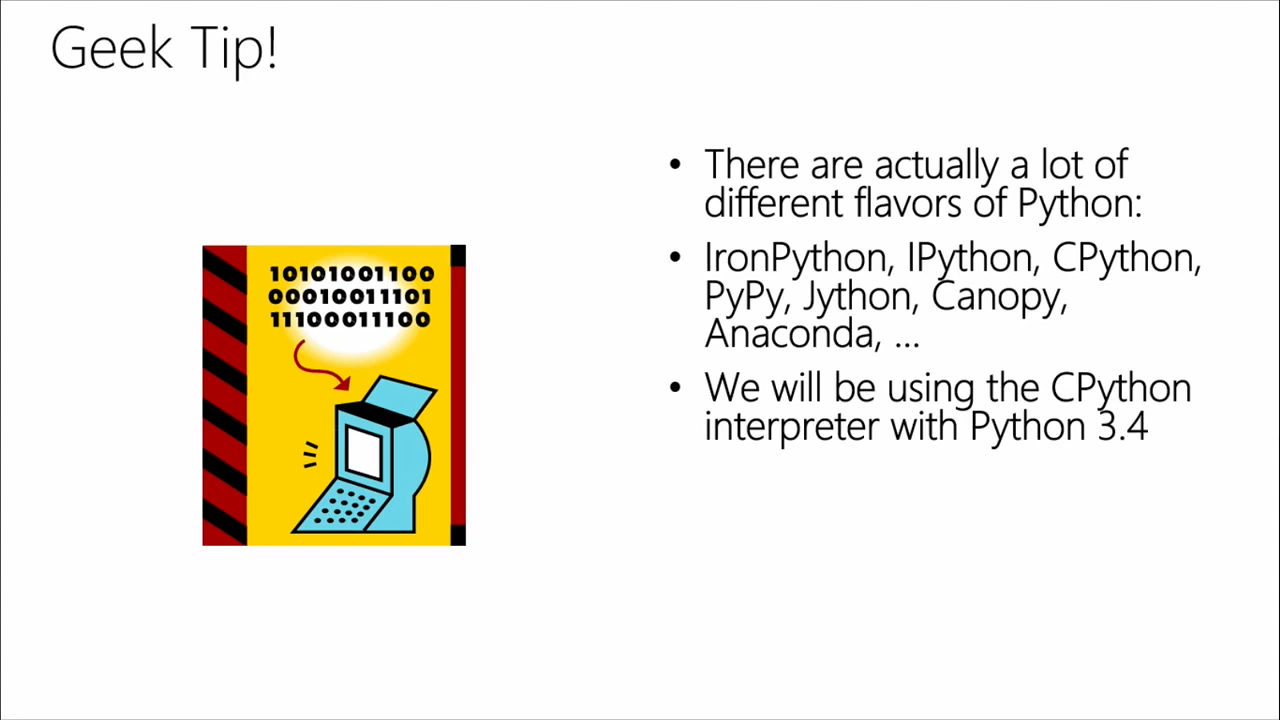 Geek Tip!
10101001100
00010011101
11100011100
• There are actually a lot of
different flavors of Python:
• IronPython, IPython, CPython,
PyPy, Jython, Canopy,
Anaconda, ...
• We will be using the CPython
interpreter with Python 3.4